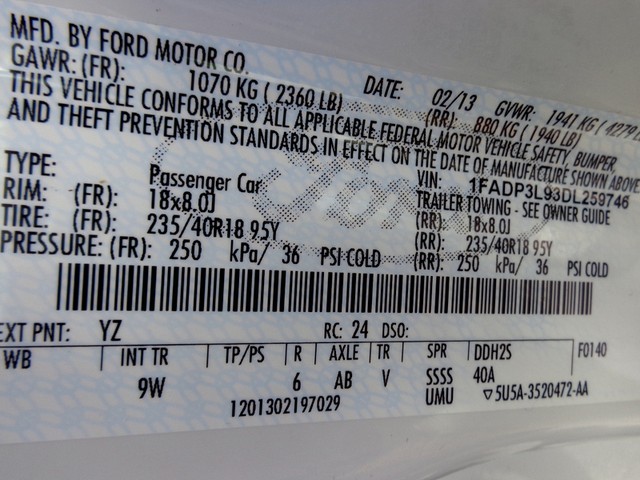 MFD. BY FORD MOTOR CO.
DATE: 02/13 GVWR: 1941 KG (4279
GAWR: (FR): 1070 KG (2360 LB) (RR): 880 KG (1940 LB)
THIS VEHICLE CONFORMS TO ALL APPLICABLE FEDERAL MOTOR VEHICLE SAFETY, BUMPER,
AND THEFT PREVENTION STANDARDS IN EFFECT ON THE DATE OF MANUFACTURE SHOWN ABOVE
VIN: 1FADP3L93DL259746
TYPE: Passenger Car TRAILER TOWING - SEE OWNER GUIDE
RIM: (FR): 18x8.0J (RR): 18x8.0J
TIRE: (FR): 235/40R18 95Y (RR): 235/40R18 95Y
PRESSURE: (FR): 250 kPa/ 36 PSI COLD (RR): 250 kPa/ 36 PSI COLD
EXT PNT: YZ RC: 24 DSO:
WB INT TR TP/PS R AXLE TR SPR DDH2S F0140
9W 6 AB V SSSS 40A
1201302197029 UMU ▽5U5A-3520472-AA